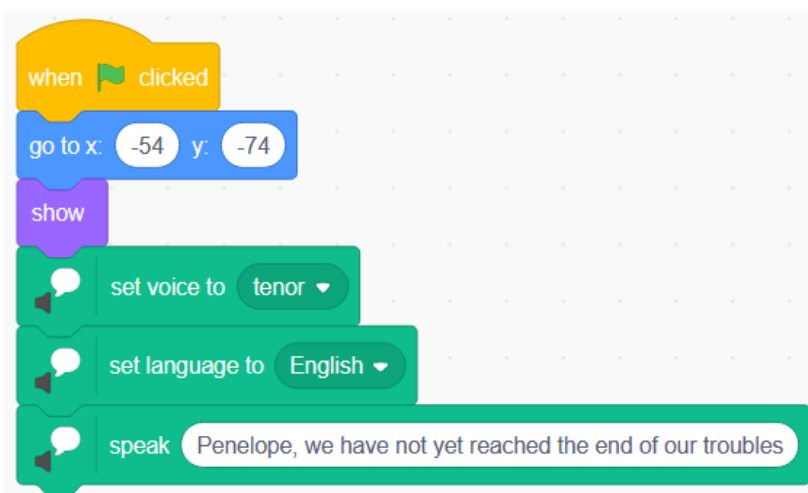 when clicked
go to x: -54 y: -74
show
set voice to tenor
set language to English
speak Penelope, we have not yet reached the end of our troubles